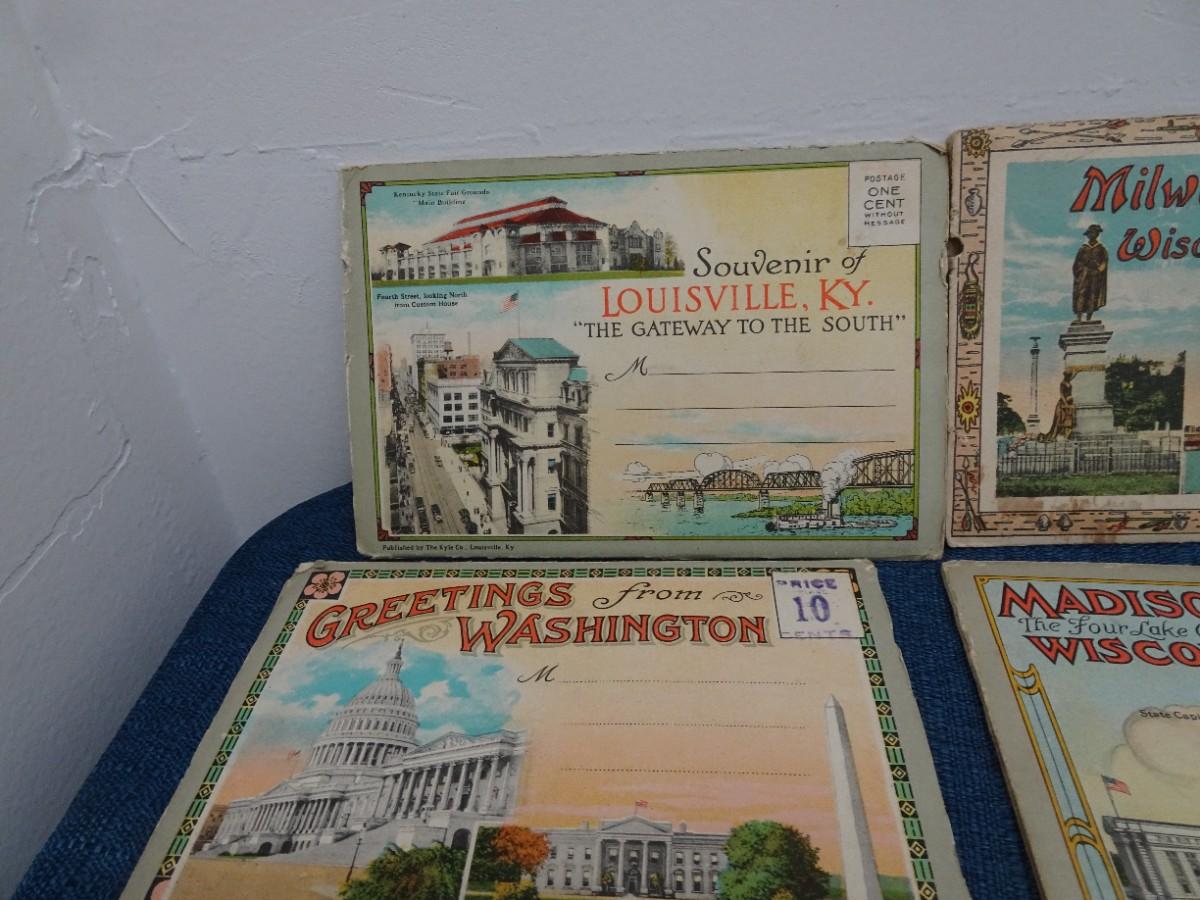 Kentucky State Fair Grounds
Main Building
POSTAGE
ONE
CENT
WITHOUT
MESSAGE
Souvenir of
LOUISVILLE, KY.
"THE GATEWAY TO THE SOUTH"
Fourth Street, looking North
from Custom House
M
Published by The Kyle Co., Louisville, Ky
Milw
Wisc
GREETINGS from
WASHINGTON
PRICE
10
CENTS
M
MADISO
The Four Lake C
WISCO
State Capi